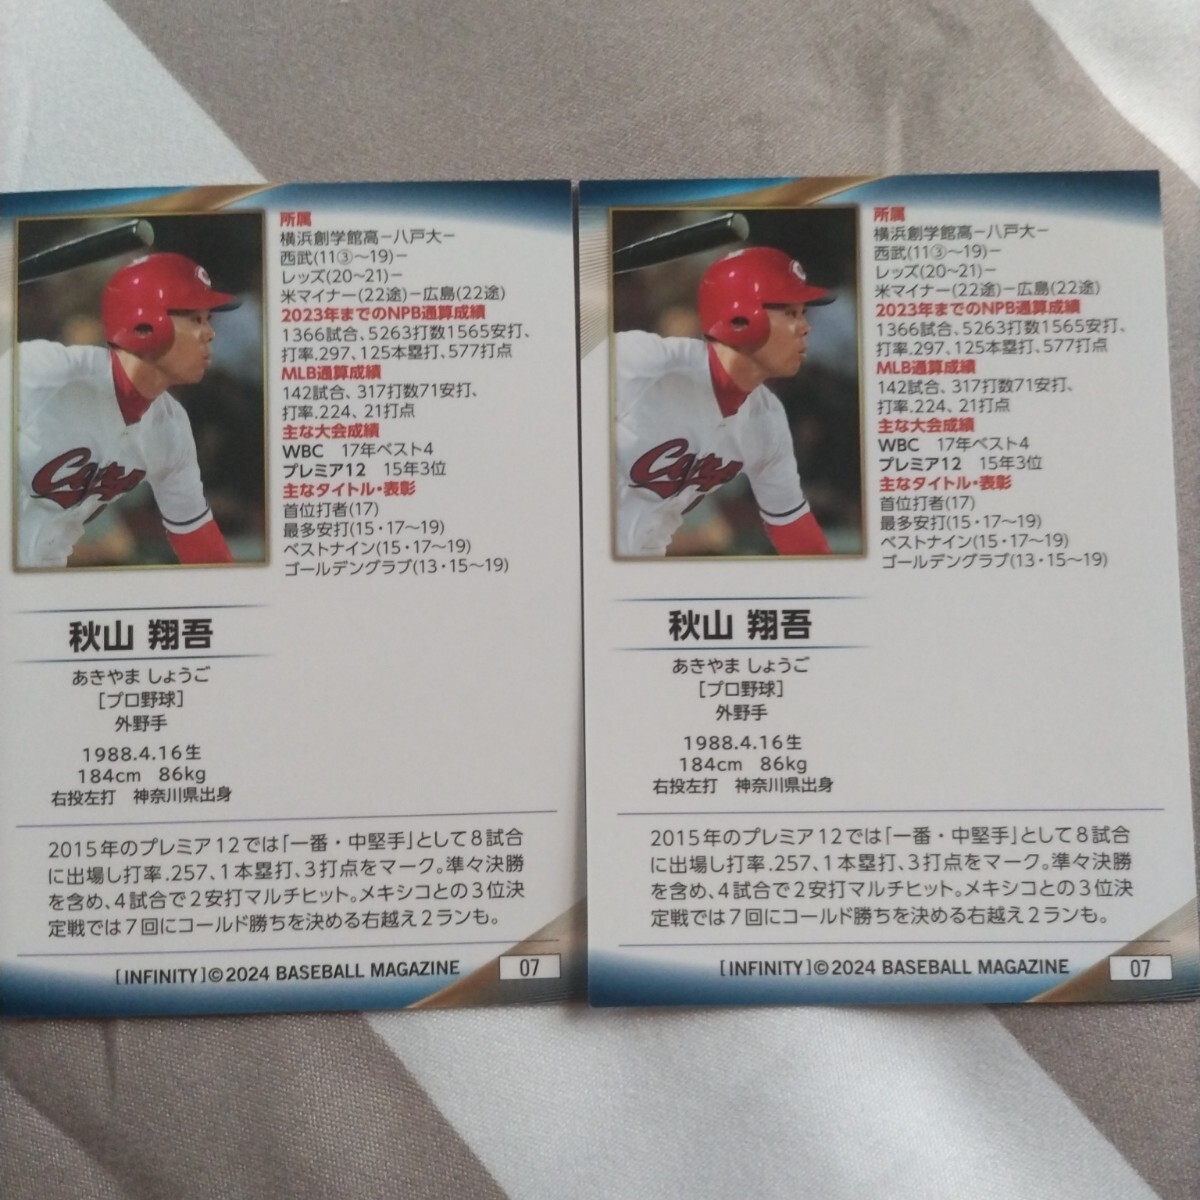 所属
横浜創学館高－八戸大－
西武(11③～19)－
レッズ(20～21)－
米マイナー(22途)－広島(22途)
2023年までのNPB通算成績
1366試合、5263打数1565安打、
打率.297、125本塁打、577打点
MLB通算成績
142試合、317打数71安打、
打率.224、21打点
主な大会成績
WBC 17年ベスト4
プレミア12 15年3位
主なタイトル・表彰
首位打者(17)
最多安打(15・17～19)
ベストナイン(15・17～19)
ゴールデングラブ(13・15～19)
Carp
秋山 翔吾
あきやま しょうご
[プロ野球]
外野手
1988.4.16生
184cm 86kg
右投左打 神奈川県出身
2015年のプレミア12では「一番・中堅手」として8試合
に出場し打率.257、1本塁打、3打点をマーク。準々決勝
を含め、4試合で2安打マルチヒット。メキシコとの3位決
定戦では7回にコールド勝ちを決める右越え2ランも。
[INFINITY]©2024 BASEBALL MAGAZINE
07
所属
横浜創学館高－八戸大－
西武(11③～19)－
レッズ(20～21)－
米マイナー(22途)－広島(22途)
2023年までのNPB通算成績
1366試合、5263打数1565安打、
打率.297、125本塁打、577打点
MLB通算成績
142試合、317打数71安打、
打率.224、21打点
主な大会成績
WBC 17年ベスト4
プレミア12 15年3位
主なタイトル・表彰
首位打者(17)
最多安打(15・17～19)
ベストナイン(15・17～19)
ゴールデングラブ(13・15～19)
Carp
秋山 翔吾
あきやま しょうご
[プロ野球]
外野手
1988.4.16生
184cm 86kg
右投左打 神奈川県出身
2015年のプレミア12では「一番・中堅手」として8試合
に出場し打率.257、1本塁打、3打点をマーク。準々決勝
を含め、4試合で2安打マルチヒット。メキシコとの3位決
定戦では7回にコールド勝ちを決める右越え2ランも。
[INFINITY]©2024 BASEBALL MAGAZINE
07